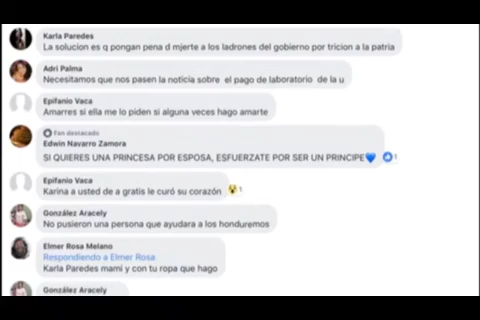 Karla Paredes
La solucion es q pongan pena d mjerte a los ladrones del gobierno por tricion a la patria
Adri Palma
Necesitamos que nos pasen la noticia sobre el pago de laboratorio de la u
Epifanio Vaca
Amarres si ella me lo piden si alguna veces hago amarte
Fan destacado
Edwin Navarro Zamora
SI QUIERES UNA PRINCESA POR ESPOSA, ESFUERZATE POR SER UN PRINCIPE💙 1
Epifanio Vaca
Karina a usted de a gratis le curó su corazón 😲 1
González Aracely
No pusieron una persona que ayudara a los honduremos
Elmer Rosa Melano
Respondiendo a Elmer Rosa
Karla Paredes mami y con tu ropa que hago
González Aracely